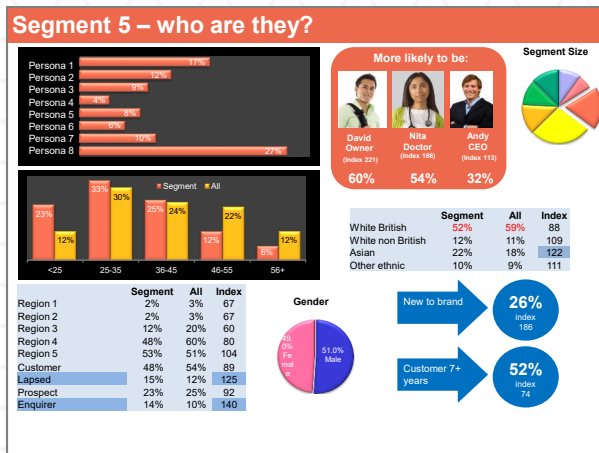 Segment 5 – who are they?
Persona 1 17%
Persona 2 12%
Persona 3 9%
Persona 4 4%
Persona 5 8%
Persona 6 6%
Persona 7 10%
Persona 8 27%
More likely to be:
David Nita Andy
Owner Doctor CEO
(Index 221) (Index 186) (Index 113)
60% 54% 32%
Segment Size
Segment All
23% 12% 33% 30% 25% 24% 12% 22% 6% 12%
<25 25-35 36-45 46-55 56+
Segment All Index
White British 52% 59% 88
White non British 12% 11% 109
Asian 22% 18% 122
Other ethnic 10% 9% 111
Segment All Index
Region 1 2% 3% 67
Region 2 2% 3% 67
Region 3 12% 20% 60
Region 4 48% 60% 80
Region 5 53% 51% 104
Customer 48% 54% 89
Lapsed 15% 12% 125
Prospect 23% 25% 92
Enquirer 14% 10% 140
Gender
49.
0%
Fe
mal
e
51.0%
Male
New to brand
26%
index
186
Customer 7+
years
52%
index
74